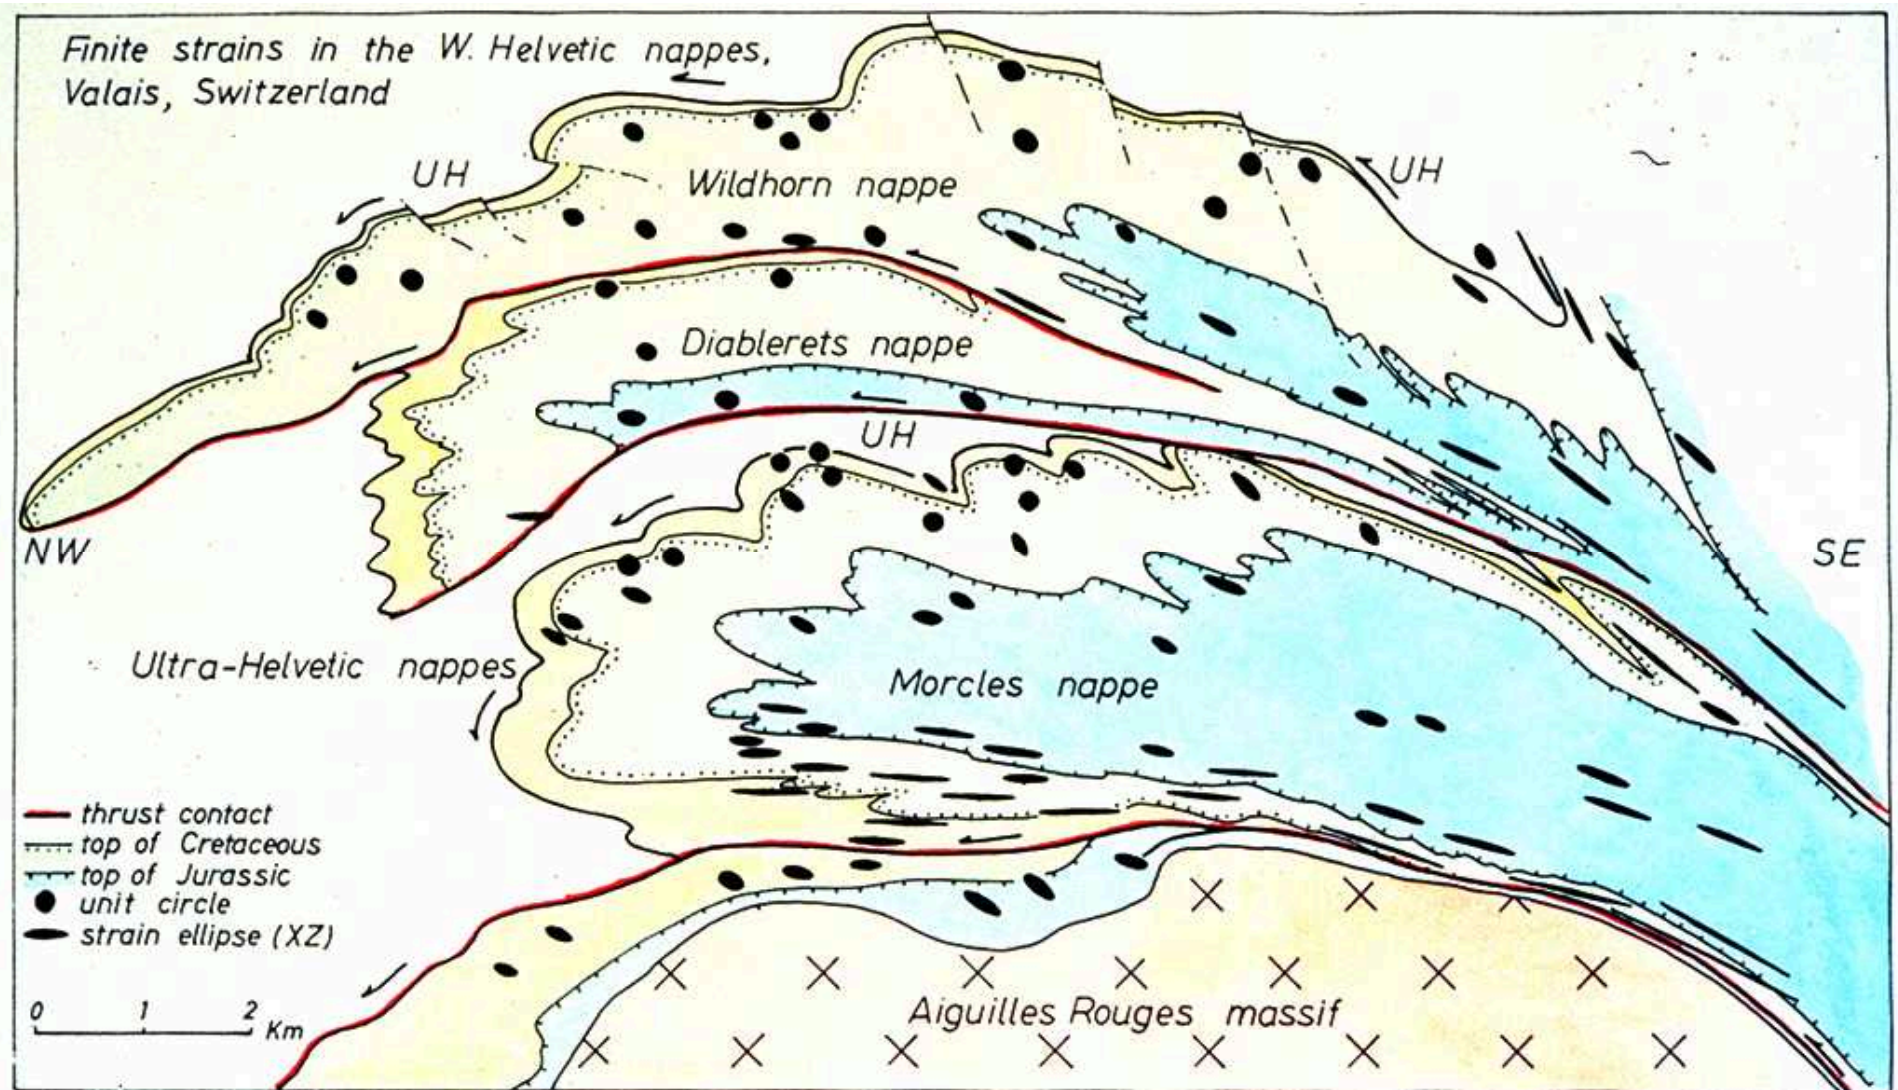 Finite strains in the W. Helvetic nappes,
Valais, Switzerland
UH
UH
Wildhorn nappe
Diablerets nappe
UH
NW
SE
Ultra-Helvetic nappes
Morcles nappe
thrust contact
top of Cretaceous
top of Jurassic
unit circle
strain ellipse (XZ)
Aiguilles Rouges massif
0 1 2 Km